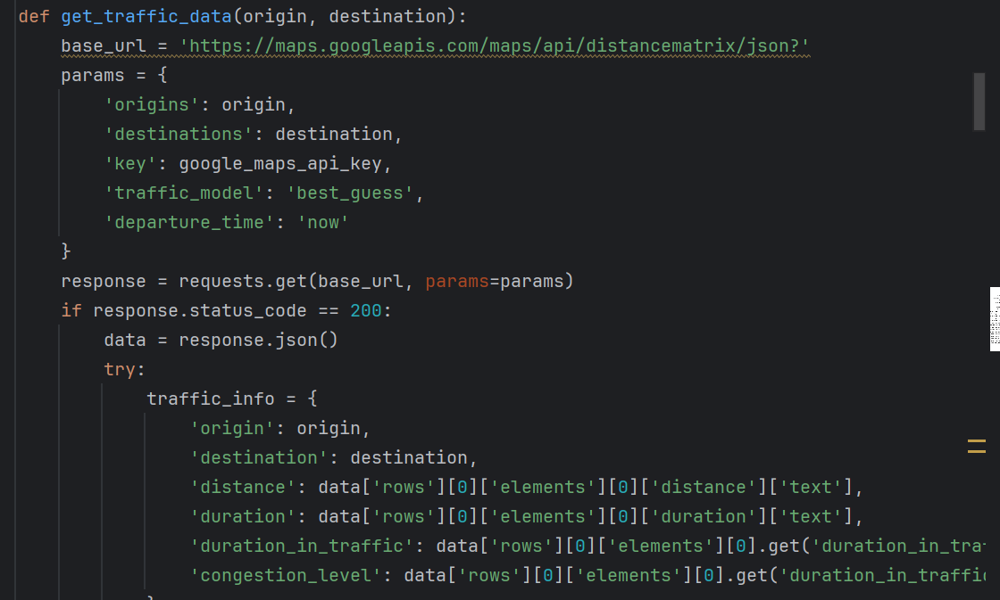 def get_traffic_data(origin, destination):
    base_url = 'https://maps.googleapis.com/maps/api/distancematrix/json?'
    params = {
        'origins': origin,
        'destinations': destination,
        'key': google_maps_api_key,
        'traffic_model': 'best_guess',
        'departure_time': 'now'
    }
    response = requests.get(base_url, params=params)
    if response.status_code == 200:
        data = response.json()
        try:
            traffic_info = {
                'origin': origin,
                'destination': destination,
                'distance': data['rows'][0]['elements'][0]['distance']['text'],
                'duration': data['rows'][0]['elements'][0]['duration']['text'],
                'duration_in_traffic': data['rows'][0]['elements'][0].get('duration_in_tra
                'congestion_level': data['rows'][0]['elements'][0].get('duration_in_traffi